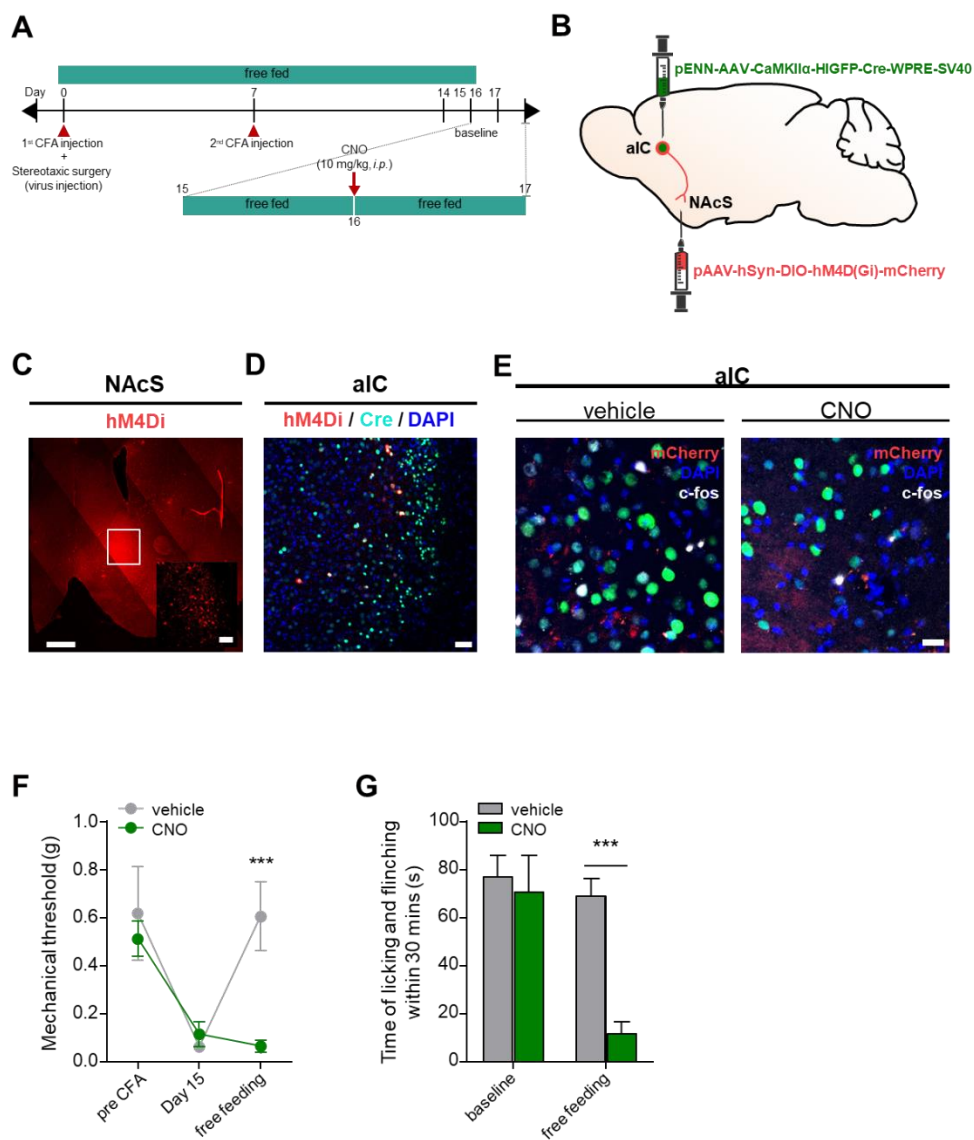 A
free fed
Day 0 7 14 15 16 17
baseline
1st CFA injection
+
Stereotaxic surgery
(virus injection)
2nd CFA injection
CNO
(10 mg/kg, i.p.)
15 17
free fed free fed
16
B
pENN-AAV-CaMKIIα-HIGFP-Cre-WPRE-SV40
aIC
NAcS
pAAV-hSyn-DIO-hM4D(Gi)-mCherry
C
NAcS
hM4Di
D
aIC
hM4Di / Cre / DAPI
E
aIC
vehicle CNO
mCherry
DAPI
c-fos
mCherry
DAPI
c-fos
F
vehicle
CNO
Mechanical threshold (g)
1.0
0.8
0.6
0.4
0.2
0.0
***
pre CFA
Day 15
free feeding
G
vehicle
CNO
Time of licking and flinching
within 30 mins (s)
100
80
60
40
20
0
***
baseline
free feeding